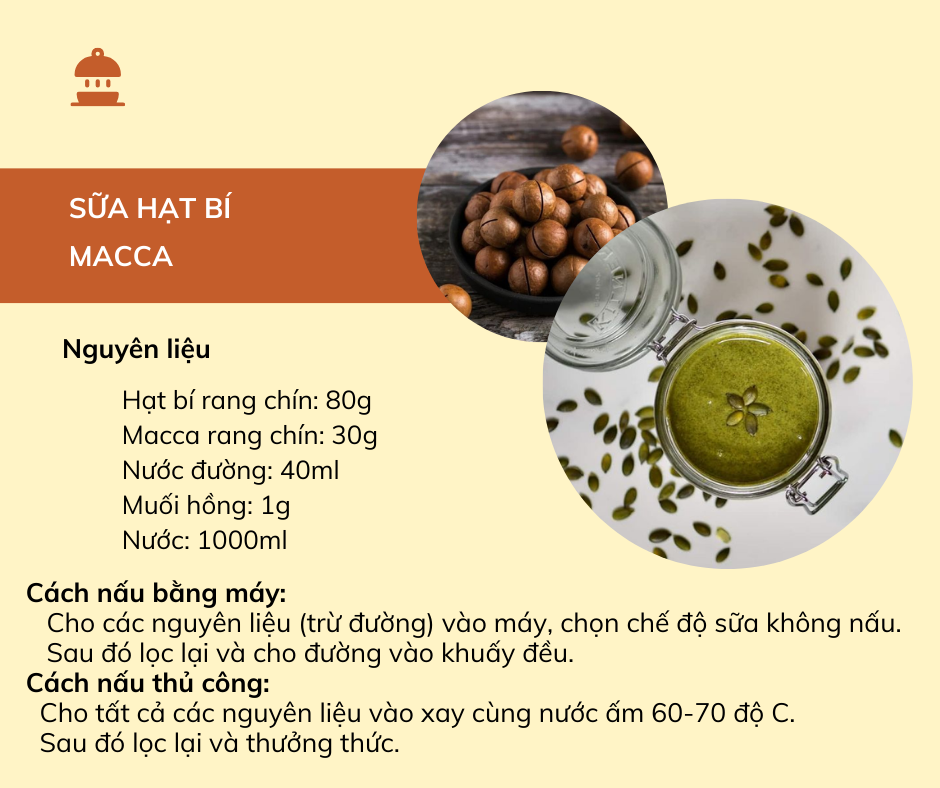 SỮA HẠT BÍ
MACCA
Nguyên liệu
Hạt bí rang chín: 80g
Macca rang chín: 30g
Nước đường: 40ml
Muối hồng: 1g
Nước: 1000ml
Cách nấu bằng máy:
Cho các nguyên liệu (trừ đường) vào máy, chọn chế độ sữa không nấu.
Sau đó lọc lại và cho đường vào khuấy đều.
Cách nấu thủ công:
Cho tất cả các nguyên liệu vào xay cùng nước ấm 60-70 độ C.
Sau đó lọc lại và thưởng thức.